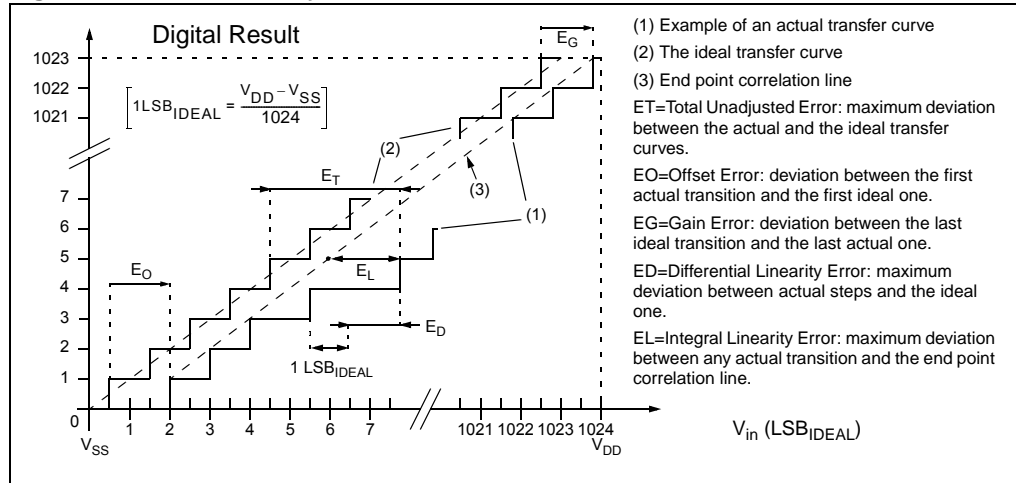 Digital Result
E_G
1023
1022
1021
[1LSB_IDEAL = (V_DD – V_SS) / 1024]
(2)
E_T
(3)
(1)
7
6
5
4
3
2
1
0
E_O
E_L
E_D
1 LSB_IDEAL
1 2 3 4 5 6 7 1021 1022 1023 1024
V_SS
V_DD
V_in (LSB_IDEAL)
(1) Example of an actual transfer curve
(2) The ideal transfer curve
(3) End point correlation line
ET=Total Unadjusted Error: maximum deviation
between the actual and the ideal transfer
curves.
EO=Offset Error: deviation between the first
actual transition and the first ideal one.
EG=Gain Error: deviation between the last
ideal transition and the last actual one.
ED=Differential Linearity Error: maximum
deviation between actual steps and the ideal
one.
EL=Integral Linearity Error: maximum deviation
between any actual transition and the end point
correlation line.